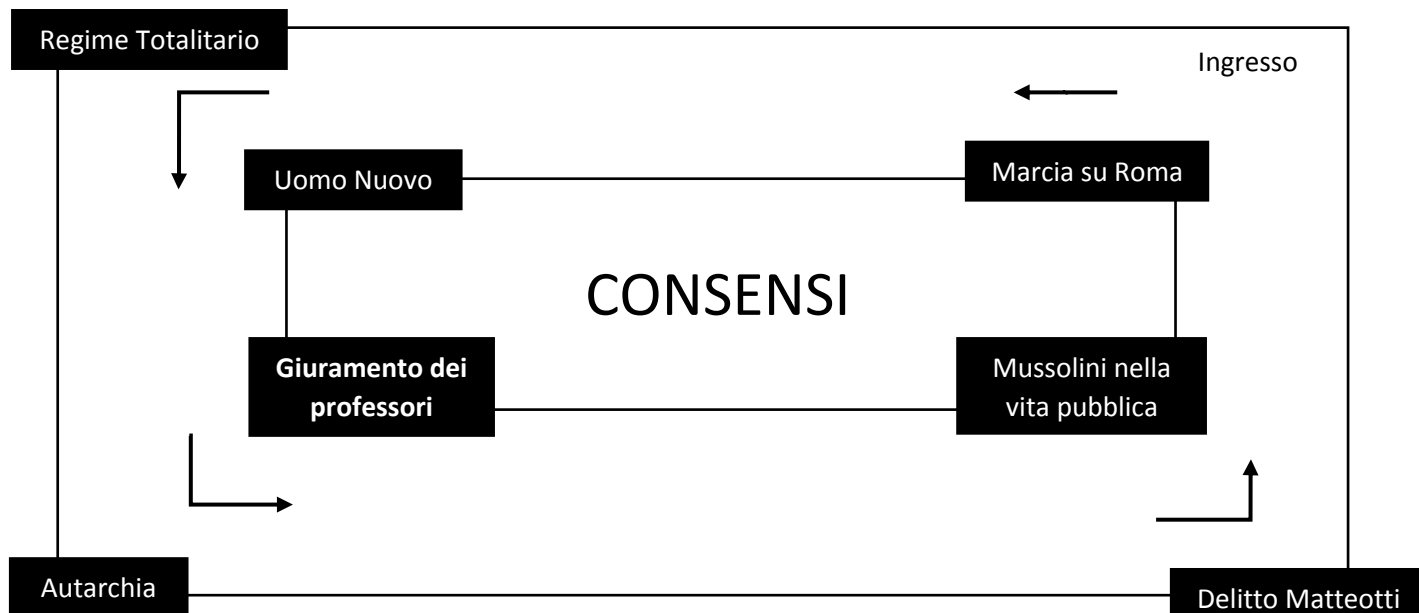 Regime Totalitario
Ingresso
Uomo Nuovo
Marcia su Roma
CONSENSI
Giuramento dei
professori
Mussolini nella
vita pubblica
Autarchia
Delitto Matteotti